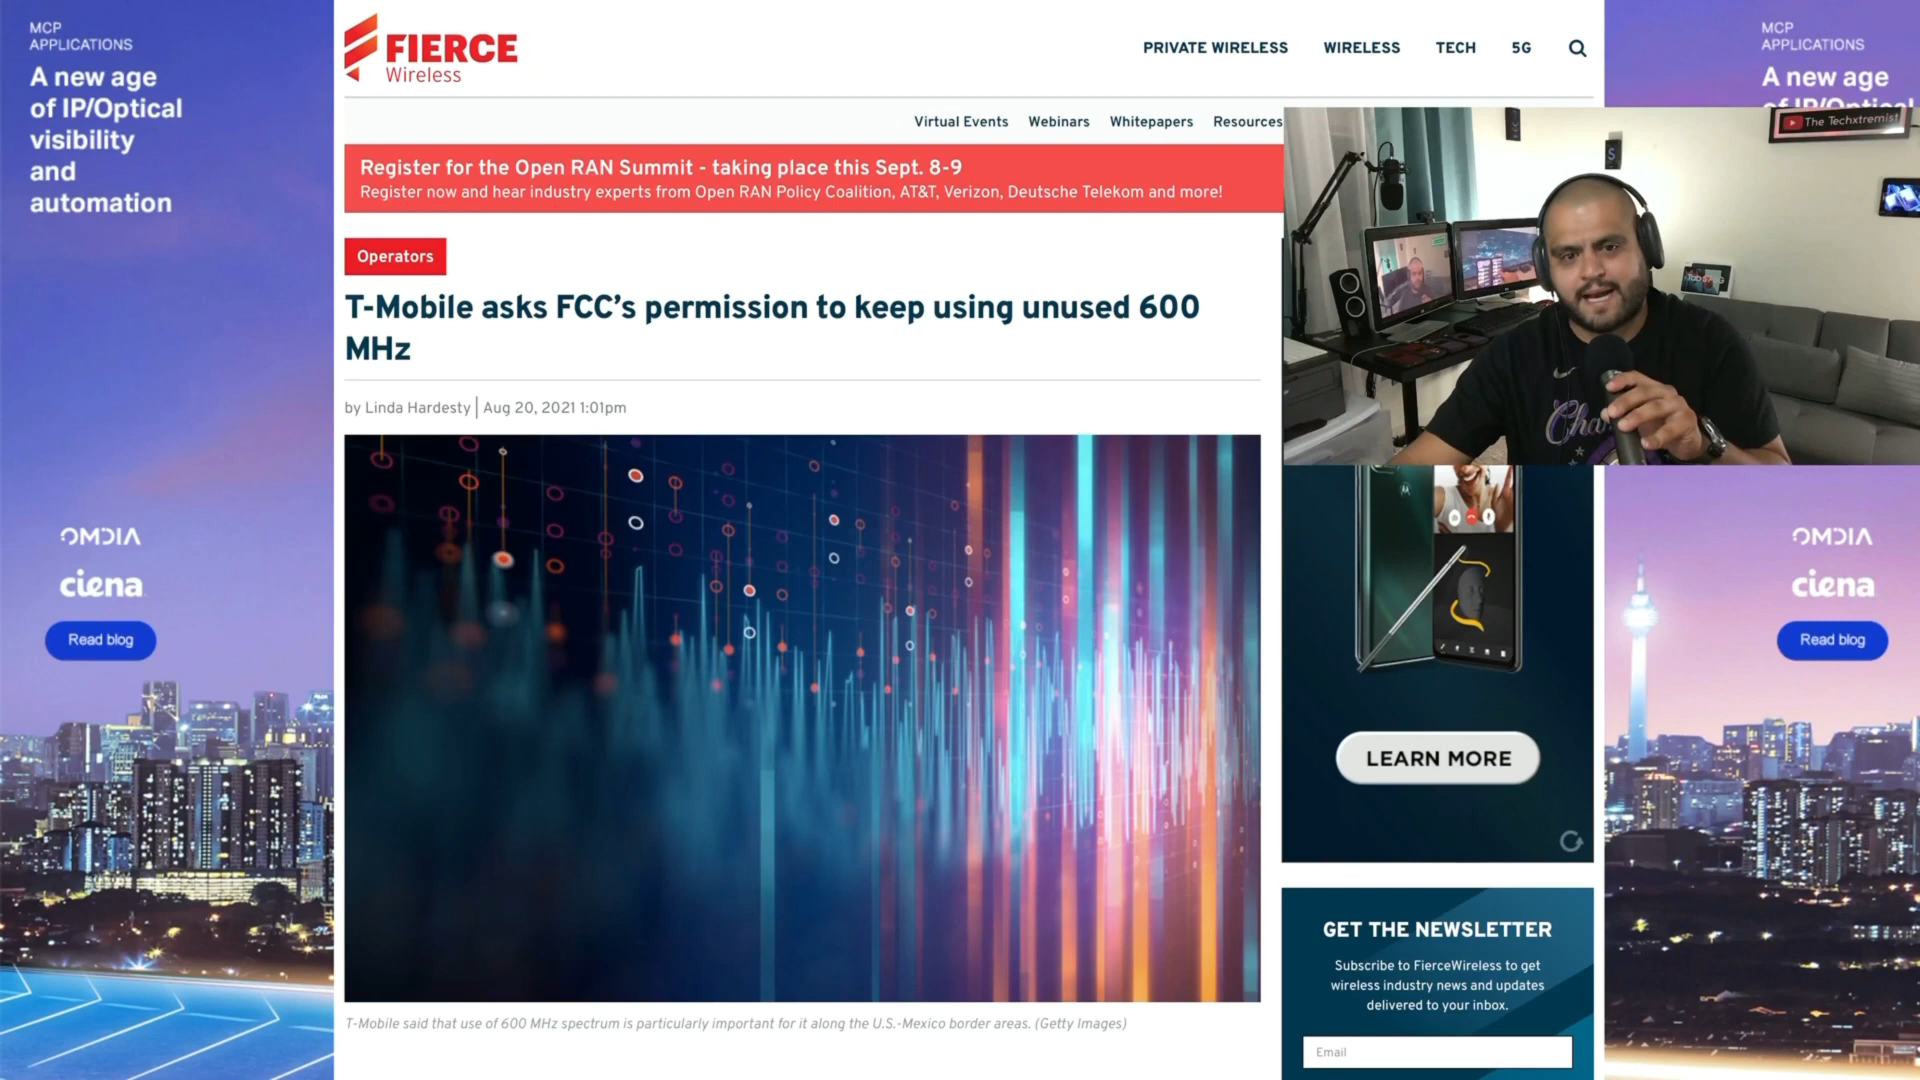 MCP
APPLICATIONS
A new age
of IP/Optical
visibility
and
automation
OMDIA
ciena
Read blog
FIERCE
Wireless
PRIVATE WIRELESS
WIRELESS
TECH
5G
Virtual Events
Webinars
Whitepapers
Resources
Register for the Open RAN Summit - taking place this Sept. 8-9
Register now and hear industry experts from Open RAN Policy Coalition, AT&T, Verizon, Deutsche Telekom and more!
Operators
T-Mobile asks FCC’s permission to keep using unused 600
MHz
by Linda Hardesty | Aug 20, 2021 1:01pm
T-Mobile said that use of 600 MHz spectrum is particularly important for it along the U.S.-Mexico border areas. (Getty Images)
The Techxtremist
S
LEARN MORE
GET THE NEWSLETTER
Subscribe to FierceWireless to get
wireless industry news and updates
delivered to your inbox.
Email
MCP
APPLICATIONS
A new age
of IP/Optical
OMDIA
ciena
Read blog